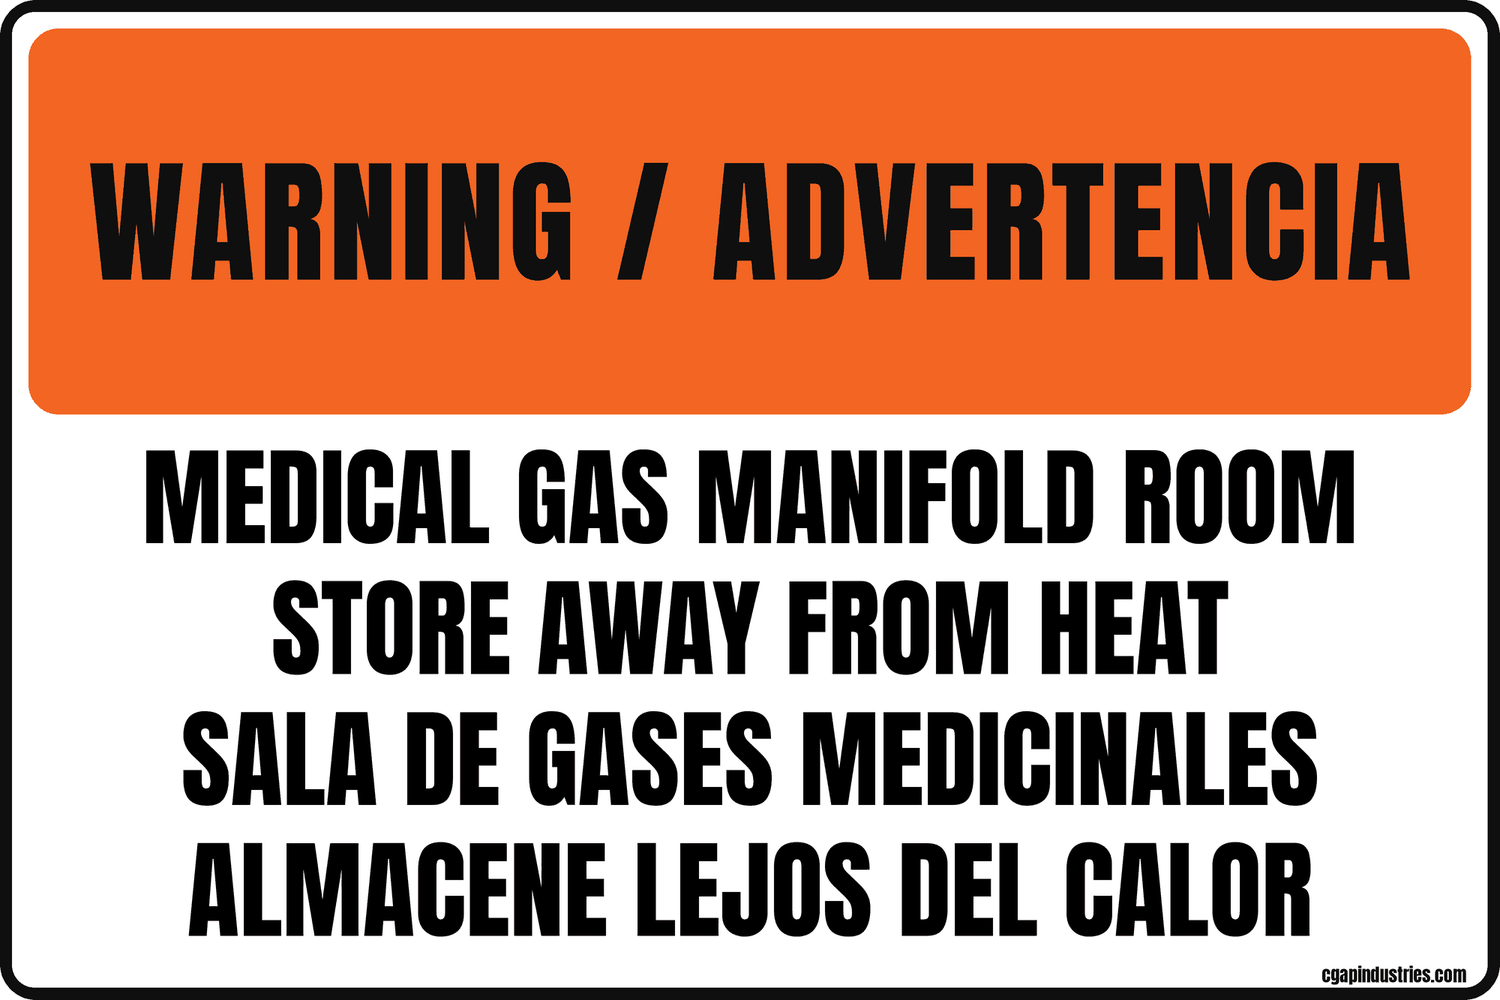 WARNING / ADVERTENCIA
MEDICAL GAS MANIFOLD ROOM
STORE AWAY FROM HEAT
SALA DE GASES MEDICINALES
ALMACENE LEJOS DEL CALOR
cgapindustries.com